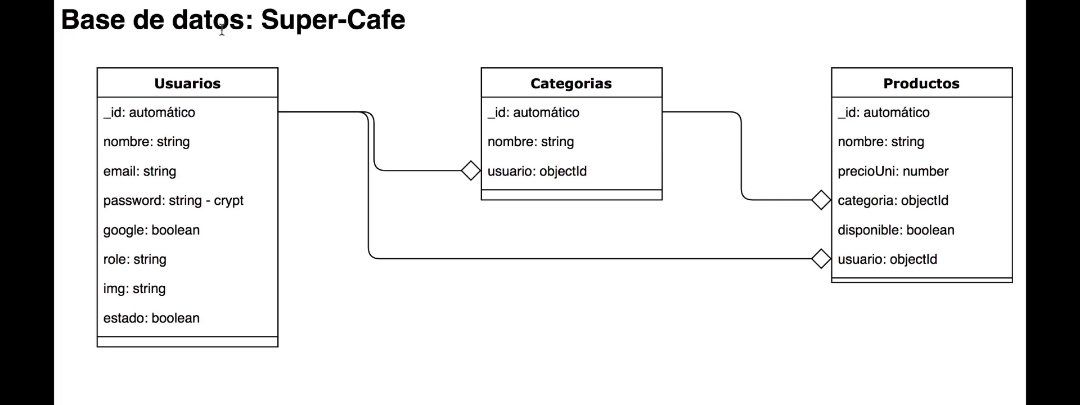 Base de datos: Super-Cafe
Usuarios
_id: automático
nombre: string
email: string
password: string - crypt
google: boolean
role: string
img: string
estado: boolean
Categorias
_id: automático
nombre: string
usuario: objectId
Productos
_id: automático
nombre: string
precioUni: number
categoria: objectId
disponible: boolean
usuario: objectId